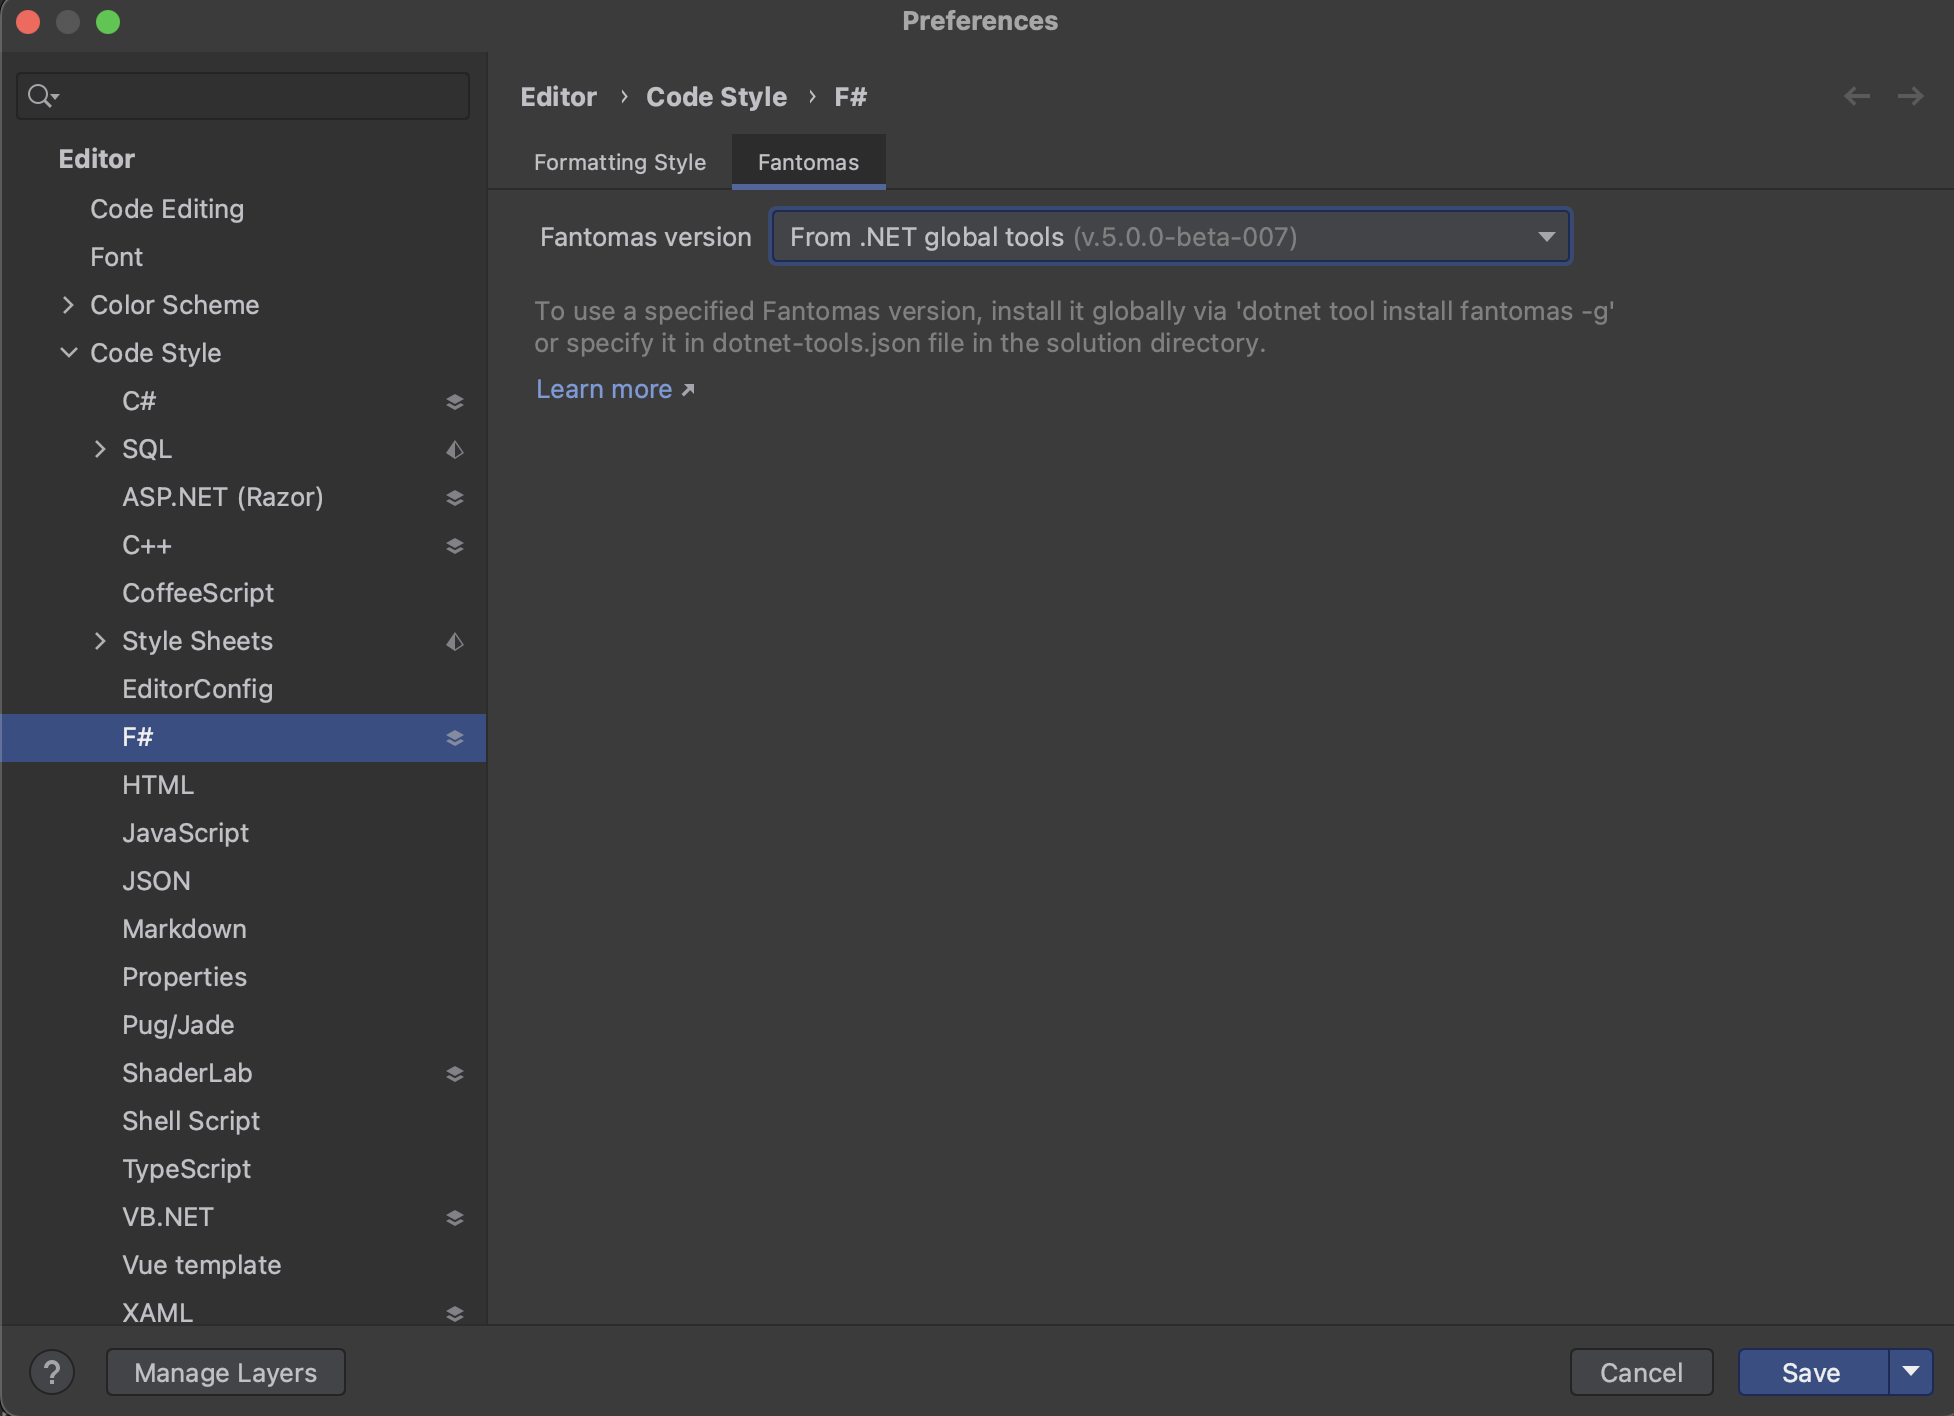 Preferences
Editor
Code Editing
Font
Color Scheme
Code Style
C#
SQL
ASP.NET (Razor)
C++
CoffeeScript
Style Sheets
EditorConfig
F#
HTML
JavaScript
JSON
Markdown
Properties
Pug/Jade
ShaderLab
Shell Script
TypeScript
VB.NET
Vue template
XAML
Editor › Code Style › F#
Formatting Style Fantomas
Fantomas version From .NET global tools (v.5.0.0-beta-007)
To use a specified Fantomas version, install it globally via 'dotnet tool install fantomas -g'
or specify it in dotnet-tools.json file in the solution directory.
Learn more ↗
? Manage Layers Cancel Save